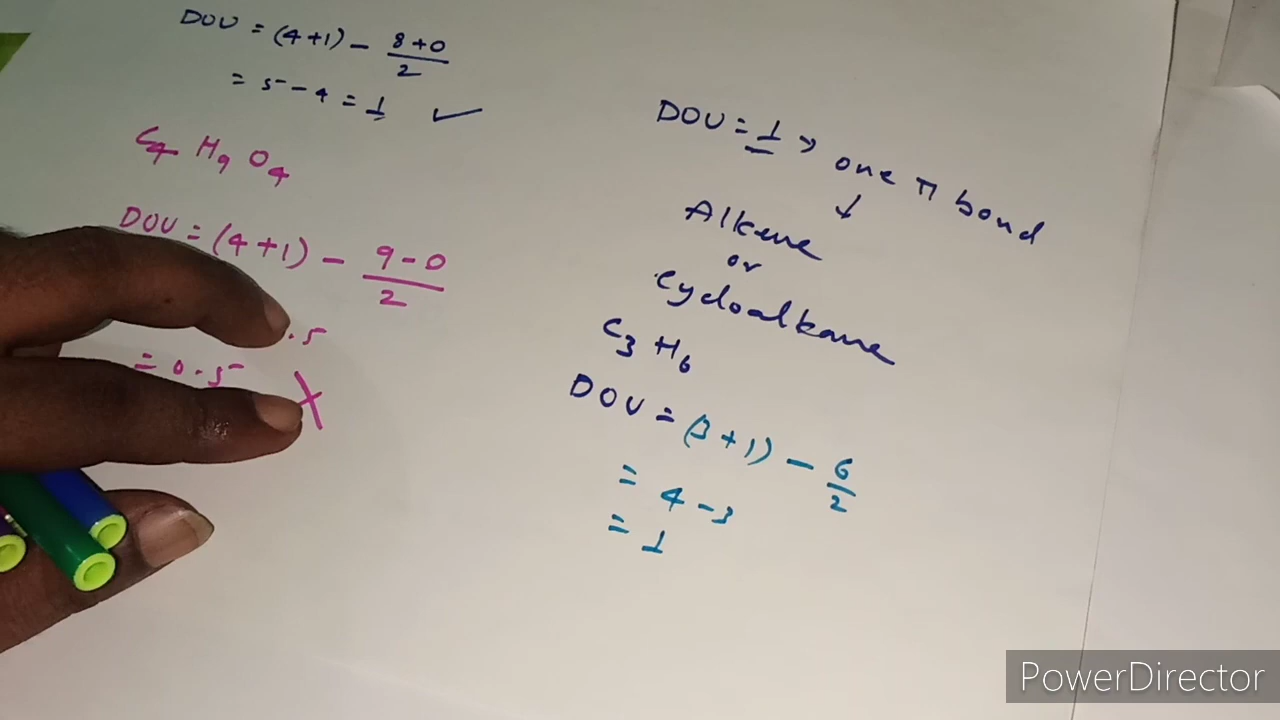 DOU = (4+1) - 8+0/2
= 5-4 = 1 ✓
C4 H9 O4
DOU = (4+1) - 9-0/2
.5
= 0.5 X
DOU = 1 > one π bond
↓
Alkene
or
Cycloalkane
C3 H6
DOU = (3+1) - 6/2
= 4-3
= 1
PowerDirector